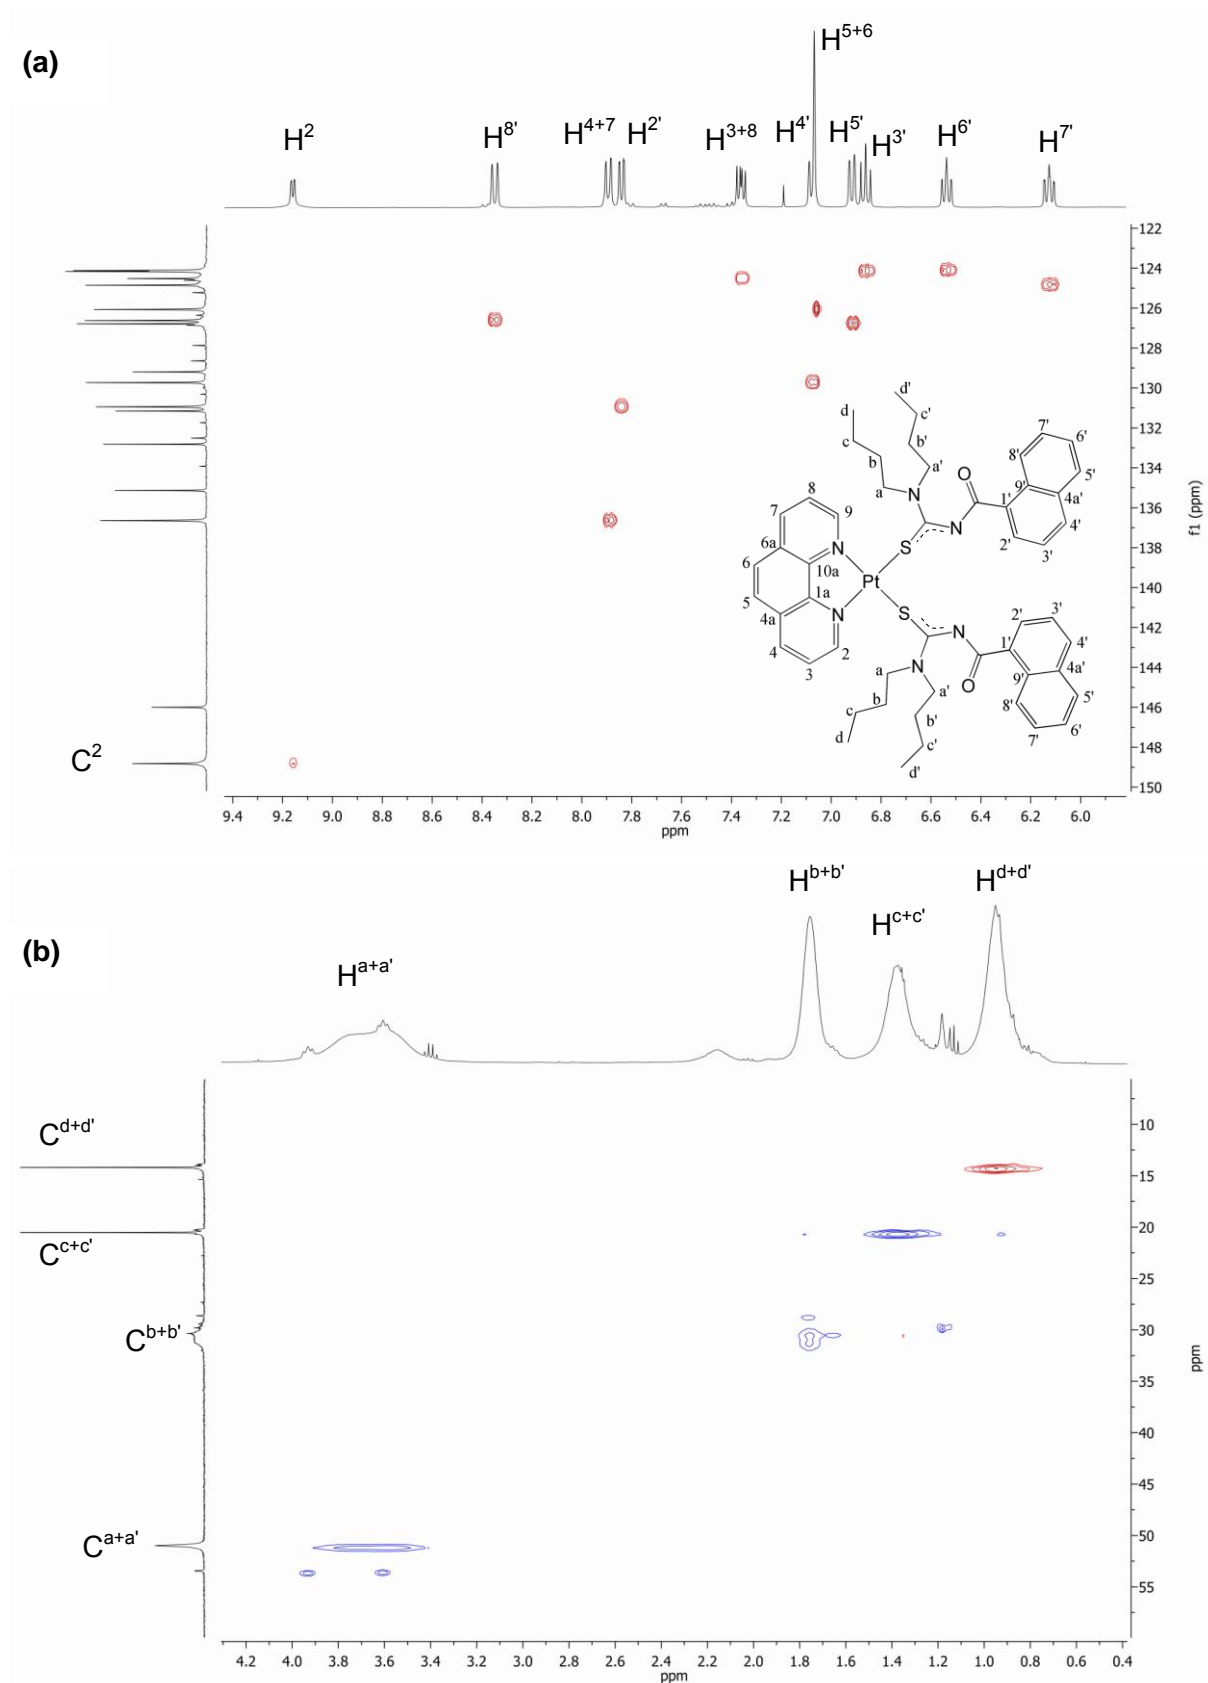 (a)
H²
H⁸'
H⁴⁺⁷
H²'
H³⁺⁸
H⁴'
H⁵⁺⁶
H⁵'
H³'
H⁶'
H⁷'
122
124
126
128
130
132
134
136
138
140
142
144
146
148
150
f1 (ppm)
C²
d'
d
c'
c
b'
b
a'
a
N
O
7'
6'
8'
5'
9'
4a'
1'
4'
2'
3'
N
S
8
7
9
6a
N
6
10a
Pt
5
1a
4a
N
4
2
3
S
N
2'
3'
1'
4'
9'
4a'
O
8'
5'
7'
6'
N
a
a'
b
b'
c
c'
d
d'
9.4 9.2 9.0 8.8 8.6 8.4 8.2 8.0 7.8 7.6 7.4 7.2 7.0 6.8 6.6 6.4 6.2 6.0
ppm
(b)
Hᵃ⁺ᵃ'
Hᵇ⁺ᵇ'
Hᶜ⁺ᶜ'
Hᵈ⁺ᵈ'
Cᵈ⁺ᵈ'
Cᶜ⁺ᶜ'
Cᵇ⁺ᵇ'
Cᵃ⁺ᵃ'
10
15
20
25
30
35
40
45
50
55
ppm
4.2 4.0 3.8 3.6 3.4 3.2 3.0 2.8 2.6 2.4 2.2 2.0 1.8 1.6 1.4 1.2 1.0 0.8 0.6 0.4
ppm